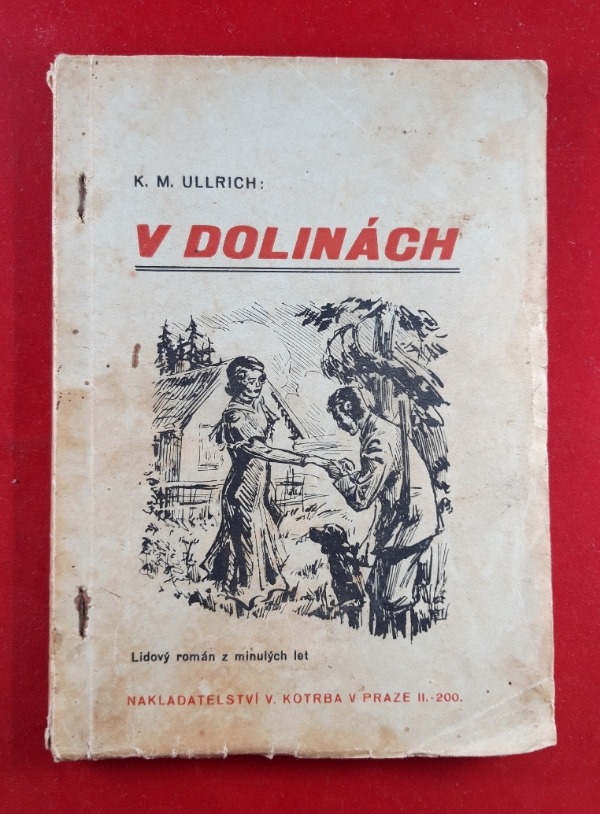 K. M. ULLRICH:
V DOLINÁCH
Lidový román z minulých let
NAKLADATELSTVÍ V. KOTRBA V PRAZE II.-200.